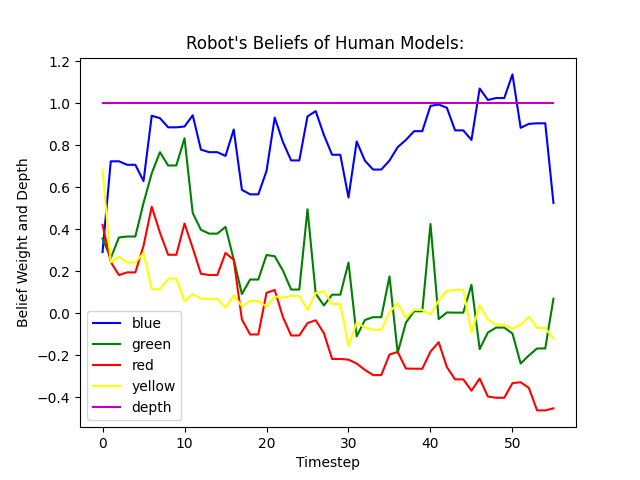 Robot's Beliefs of Human Models:
Belief Weight and Depth
1.2
1.0
0.8
0.6
0.4
0.2
0.0
−0.2
−0.4
blue
green
red
yellow
depth
0 10 20 30 40 50
Timestep